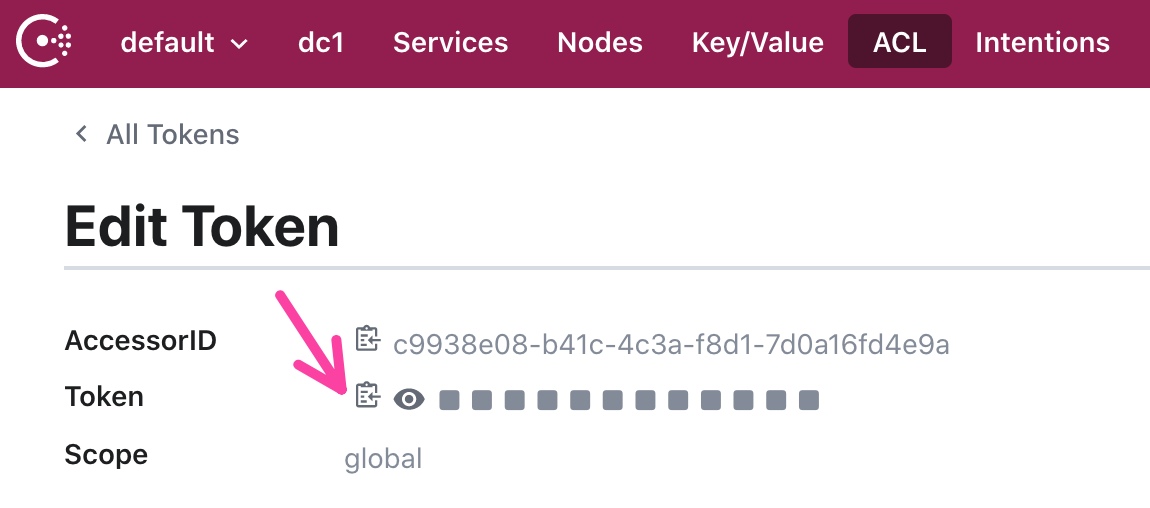 default dc1 Services Nodes Key/Value ACL Intentions
All Tokens
Edit Token
AccessorID c9938e08-b41c-4c3a-f8d1-7d0a16fd4e9a
Token
Scope global